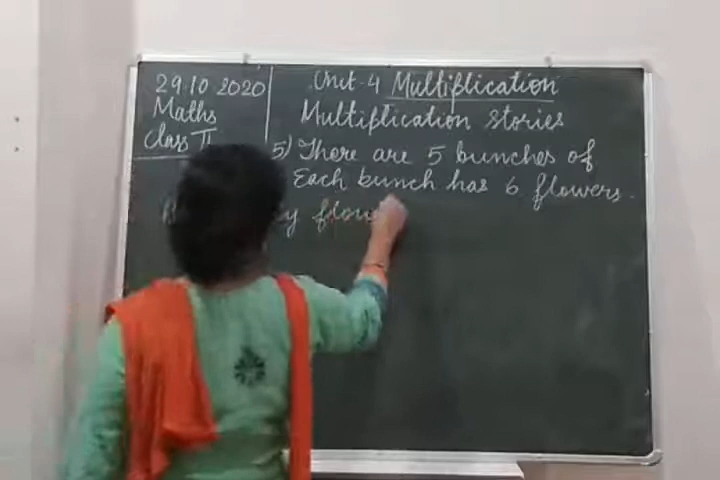 29.10 2020
Maths
Class II
Unit-4 Multiplication
Multiplication stories
5) There are 5 bunches of
Each bunch has 6 flowers.